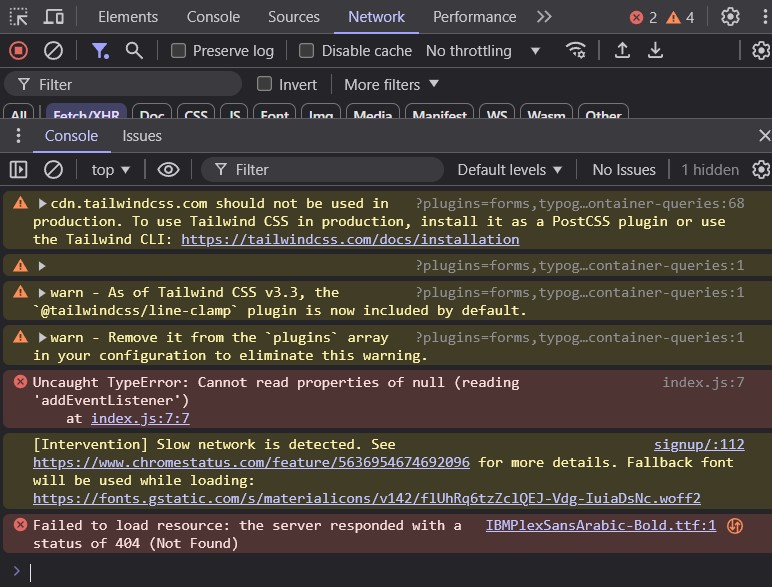 Elements Console Sources Network Performance 2 4
Preserve log Disable cache No throttling
Filter Invert More filters
All Fetch/XHR Doc CSS JS Font Img Media Manifest WS Wasm Other
Console Issues
top Filter Default levels No Issues 1 hidden
cdn.tailwindcss.com should not be used in ?plugins=forms,typog…ontainer-queries:68
production. To use Tailwind CSS in production, install it as a PostCSS plugin or use
the Tailwind CLI: https://tailwindcss.com/docs/installation
?plugins=forms,typog…container-queries:1
warn - As of Tailwind CSS v3.3, the ?plugins=forms,typog…container-queries:1
`@tailwindcss/line-clamp` plugin is now included by default.
warn - Remove it from the `plugins` array ?plugins=forms,typog…container-queries:1
in your configuration to eliminate this warning.
Uncaught TypeError: Cannot read properties of null (reading index.js:7
'addEventListener')
at index.js:7:7
[Intervention] Slow network is detected. See signup/:112
https://www.chromestatus.com/feature/5636954674692096 for more details. Fallback font
will be used while loading:
https://fonts.gstatic.com/s/materialicons/v142/flUhRq6tzZclQEJ-Vdg-IuiaDsNc.woff2
Failed to load resource: the server responded with a IBMPlexSansArabic-Bold.ttf:1
status of 404 (Not Found)